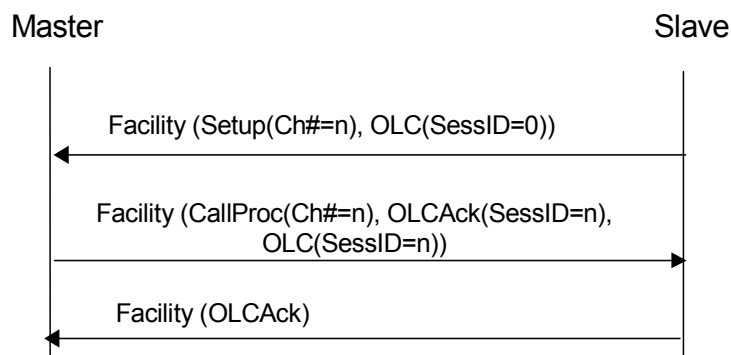 Master
Slave
Facility (Setup(Ch#=n), OLC(SessID=0))
Facility (CallProc(Ch#=n), OLCAck(SessID=n),
OLC(SessID=n))
Facility (OLCAck)